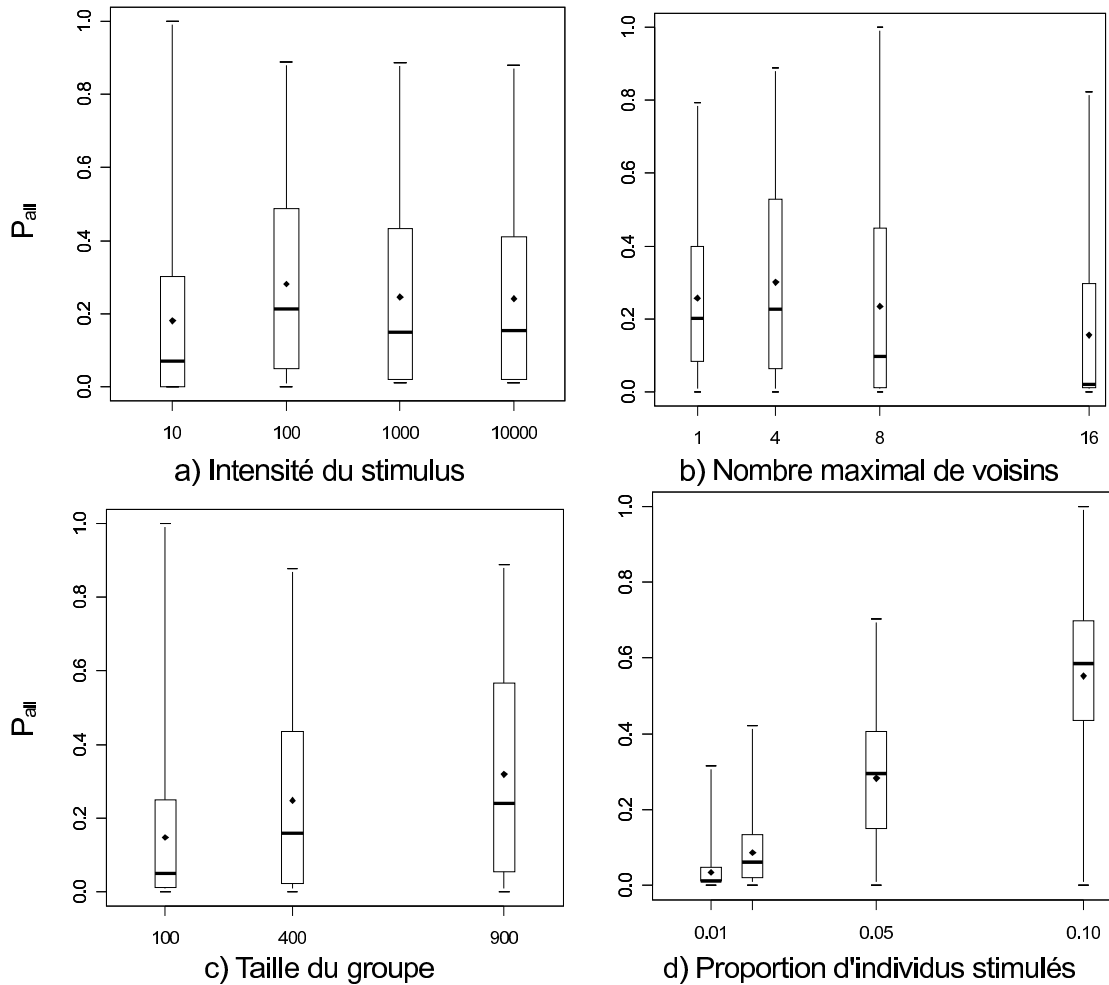 1.0
0.8
0.6
0.4
0.2
0.0
P all
10 100 1000 10000
a) Intensité du stimulus
1.0
0.8
0.6
0.4
0.2
0.0
1 4 8 16
b) Nombre maximal de voisins
1.0
0.8
0.6
0.4
0.2
0.0
P all
100 400 900
c) Taille du groupe
1.0
0.8
0.6
0.4
0.2
0.0
0.01 0.05 0.10
d) Proportion d'individus stimulés